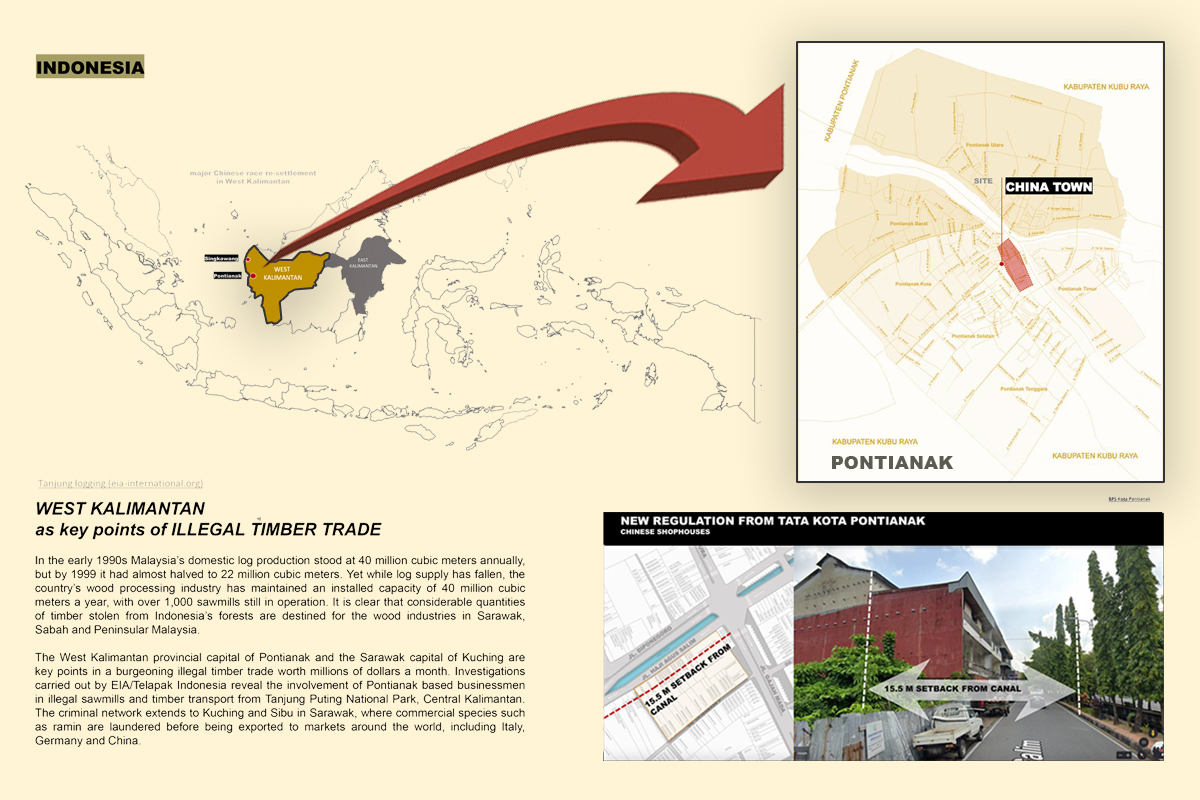 INDONESIA
major Chinese race re-settlement
in West Kalimantan
Singkawang
Pontianak
WEST
KALIMANTAN
EAST
KALIMANTAN
KABUPATEN PONTIANAK
KABUPATEN KUBU RAYA
Pontianak Utara
SITE
CHINA TOWN
Pontianak Barat
Pontianak Kota
Pontianak Timur
Pontianak Selatan
Pontianak Tenggara
KABUPATEN KUBU RAYA
KABUPATEN KUBU RAYA
PONTIANAK
BPS Kota Pontianak
Tanjung logging (eia-international.org)
WEST KALIMANTAN
as key points of ILLEGAL TIMBER TRADE
In the early 1990s Malaysia's domestic log production stood at 40 million cubic meters annually,
but by 1999 it had almost halved to 22 million cubic meters. Yet while log supply has fallen, the
country's wood processing industry has maintained an installed capacity of 40 million cubic
meters a year, with over 1,000 sawmills still in operation. It is clear that considerable quantities
of timber stolen from Indonesia's forests are destined for the wood industries in Sarawak,
Sabah and Peninsular Malaysia.
The West Kalimantan provincial capital of Pontianak and the Sarawak capital of Kuching are
key points in a burgeoning illegal timber trade worth millions of dollars a month. Investigations
carried out by EIA/Telapak Indonesia reveal the involvement of Pontianak based businessmen
in illegal sawmills and timber transport from Tanjung Puting National Park, Central Kalimantan.
The criminal network extends to Kuching and Sibu in Sarawak, where commercial species such
as ramin are laundered before being exported to markets around the world, including Italy,
Germany and China.
NEW REGULATION FROM TATA KOTA PONTIANAK
CHINESE SHOPHOUSES
JL. DIPONEGORO
JL. HAJI AGUS SALIM
JL. GAJAH MADA
15.5 M SETBACK FROM
CANAL
15.5 M SETBACK FROM CANAL
Salim